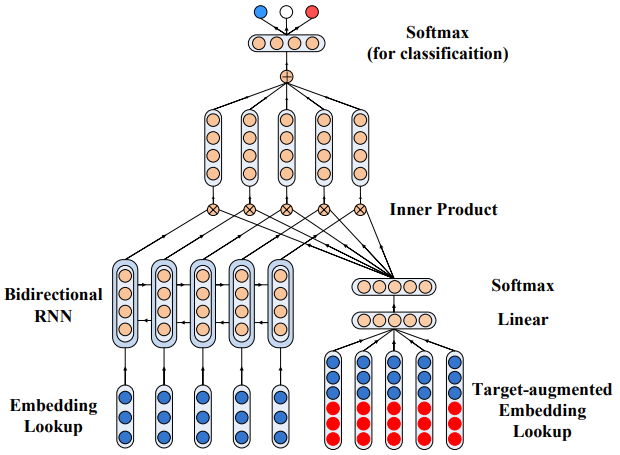 Softmax
(for classificaition)
Inner Product
Bidirectional
RNN
Softmax
Linear
Embedding
Lookup
Target-augmented
Embedding
Lookup